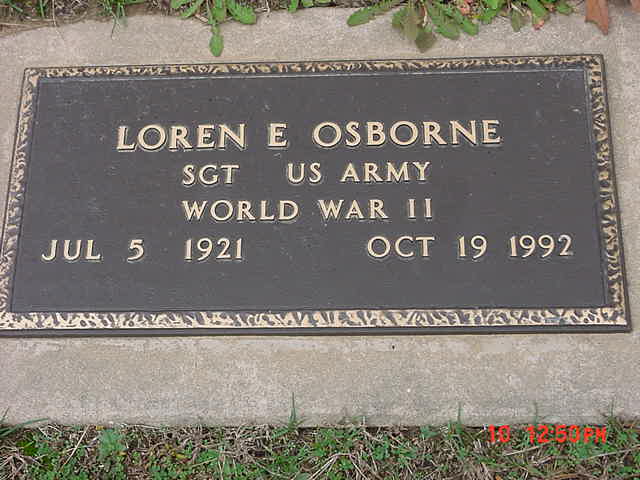 LOREN E OSBORNE
SGT US ARMY
WORLD WAR II
JUL 5 1921 OCT 19 1992
10 12:50PM